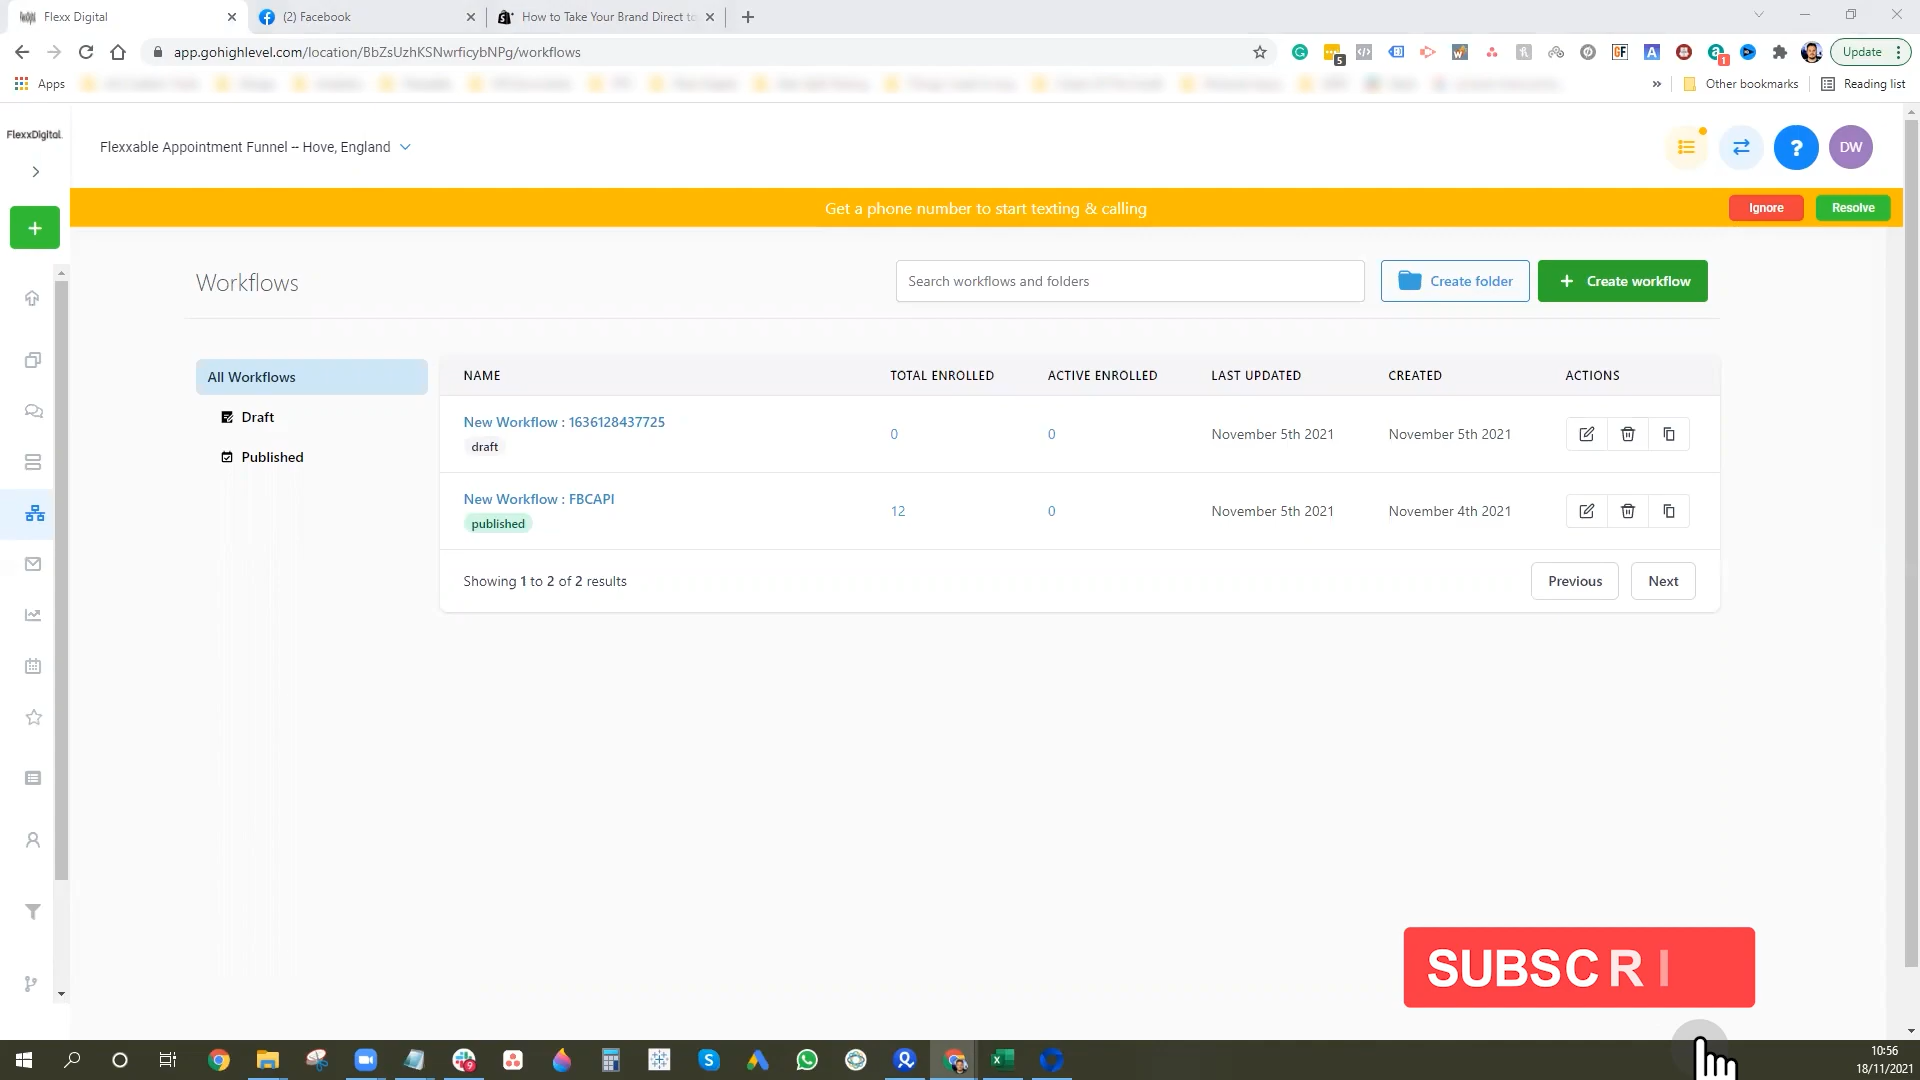 Flexx Digital
(2) Facebook
How to Take Your Brand Direct to
app.gohighlevel.com/location/BbZsUzhKSNwrficybNPg/workflows
5
1
Update
Apps
Other bookmarks
Reading list
FlexxDigital.
Flexxable Appointment Funnel -- Hove, England
?
DW
Get a phone number to start texting & calling
Ignore
Resolve
Workflows
Search workflows and folders
Create folder
+ Create workflow
All Workflows
Draft
Published
NAME
TOTAL ENROLLED
ACTIVE ENROLLED
LAST UPDATED
CREATED
ACTIONS
New Workflow : 1636128437725
draft
0
0
November 5th 2021
November 5th 2021
New Workflow : FBCAPI
published
12
0
November 5th 2021
November 4th 2021
Showing 1 to 2 of 2 results
Previous
Next
SUBSCRI
10:56
18/11/2021